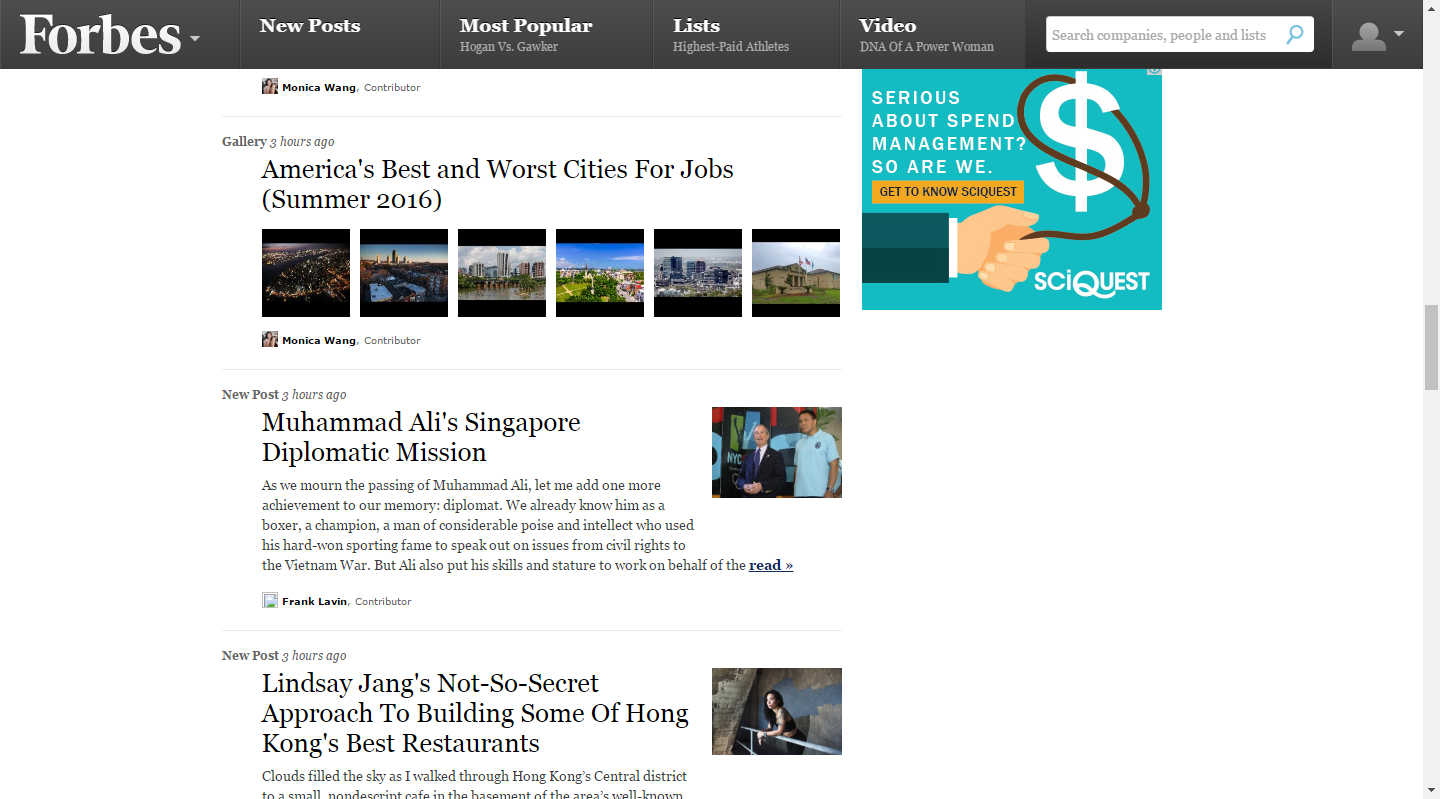 Forbes
New Posts
Most Popular
Hogan Vs. Gawker
Lists
Highest-Paid Athletes
Video
DNA Of A Power Woman
Search companies, people and lists
Monica Wang, Contributor
Gallery 3 hours ago
America's Best and Worst Cities For Jobs
(Summer 2016)
Monica Wang, Contributor
New Post 3 hours ago
Muhammad Ali's Singapore
Diplomatic Mission
As we mourn the passing of Muhammad Ali, let me add one more
achievement to our memory: diplomat. We already know him as a
boxer, a champion, a man of considerable poise and intellect who used
his hard-won sporting fame to speak out on issues from civil rights to
the Vietnam War. But Ali also put his skills and stature to work on behalf of the read »
NYC
Frank Lavin, Contributor
New Post 3 hours ago
Lindsay Jang's Not-So-Secret
Approach To Building Some Of Hong
Kong's Best Restaurants
Clouds filled the sky as I walked through Hong Kong’s Central district
to a small, nondescript cafe in the basement of the area’s well-known
SERIOUS
ABOUT SPEND
MANAGEMENT?
SO ARE WE.
GET TO KNOW SCIQUEST
$
SCIQUEST